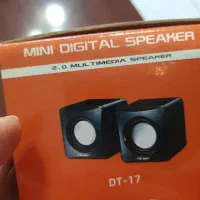 MINI DIGITAL SPEAKER
2.0 MULTIMEDIA SPEAKER
DT-17